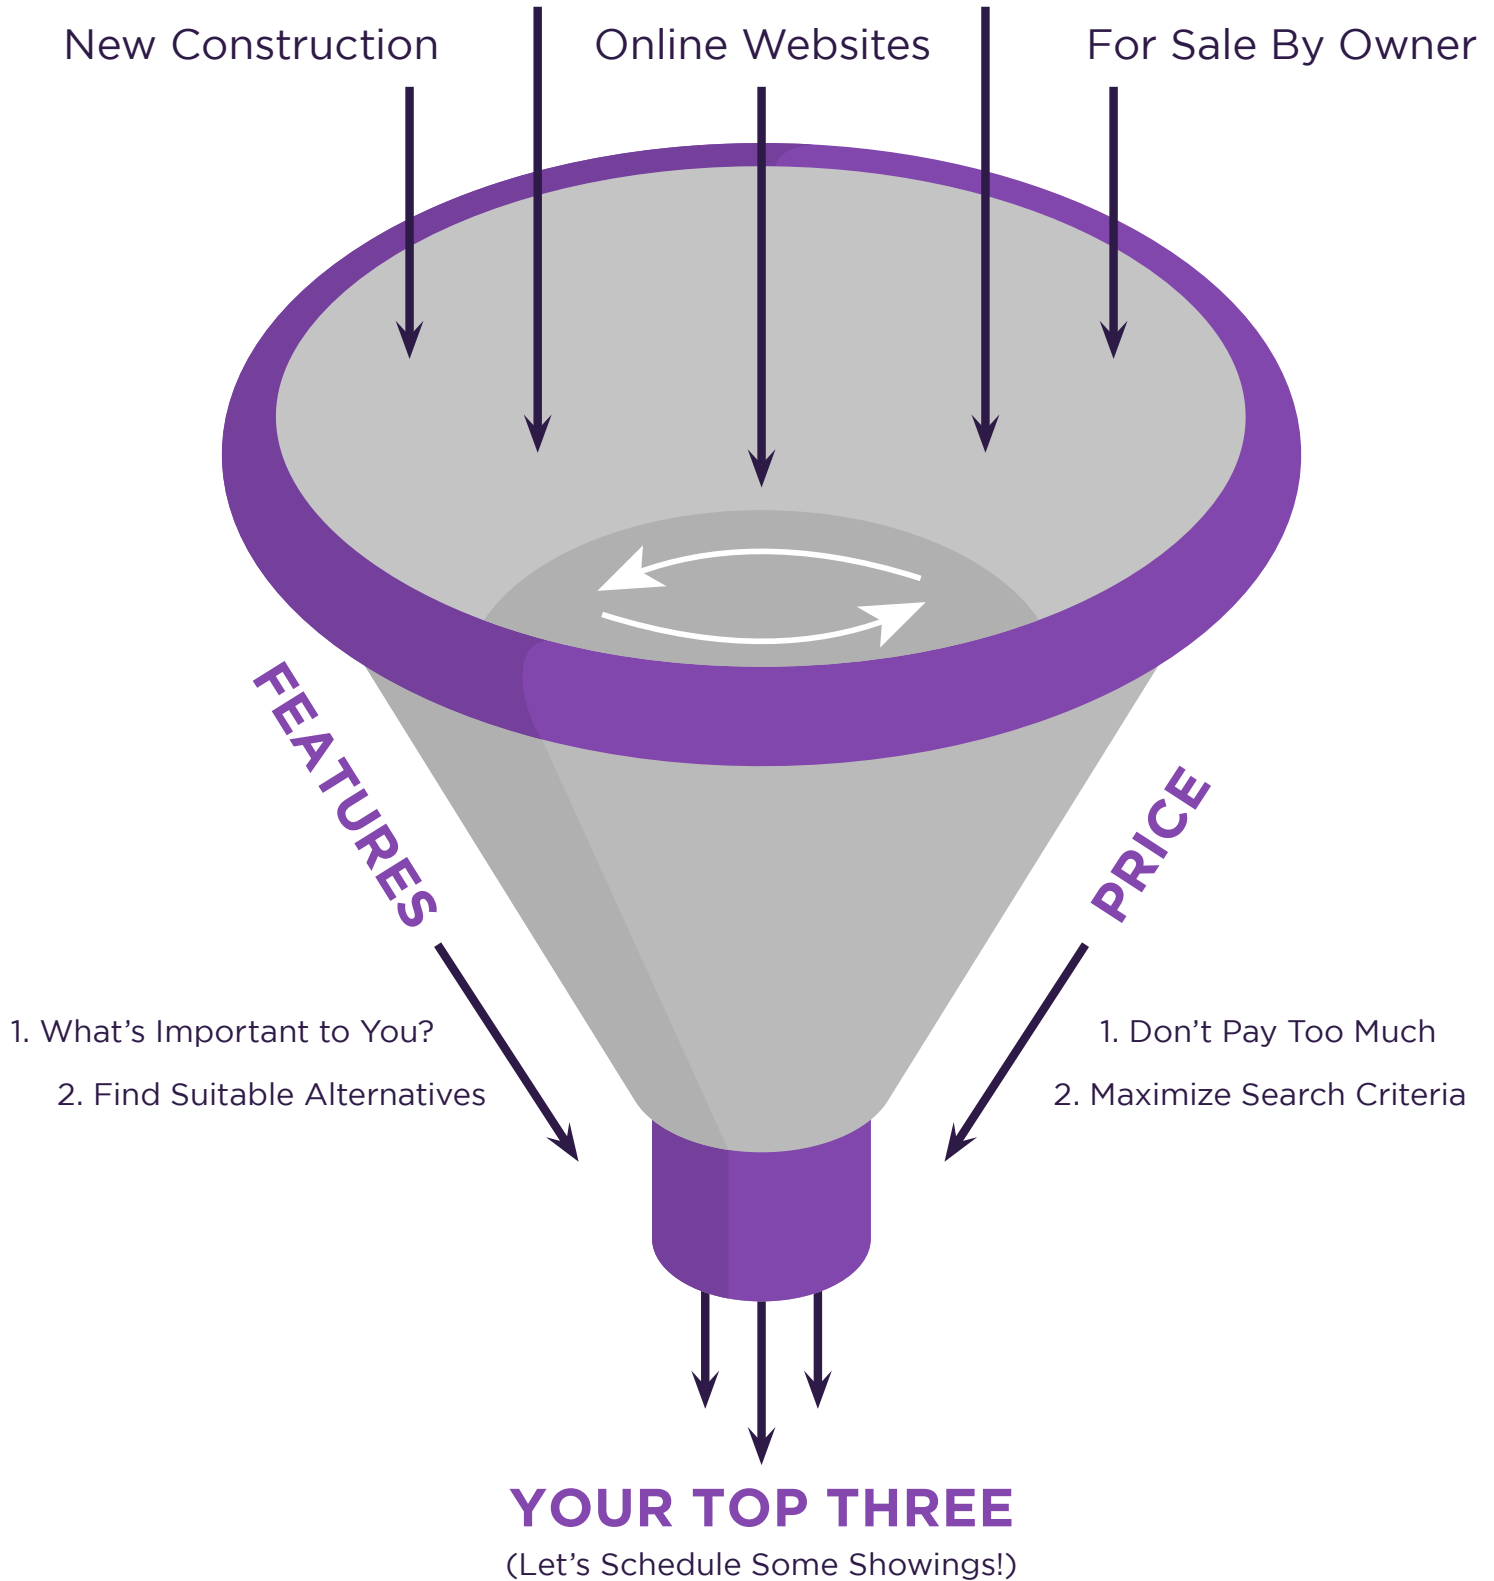 New Construction
Online Websites
For Sale By Owner
FEATURES
PRICE
1. What’s Important to You?
2. Find Suitable Alternatives
1. Don’t Pay Too Much
2. Maximize Search Criteria
YOUR TOP THREE
(Let’s Schedule Some Showings!)